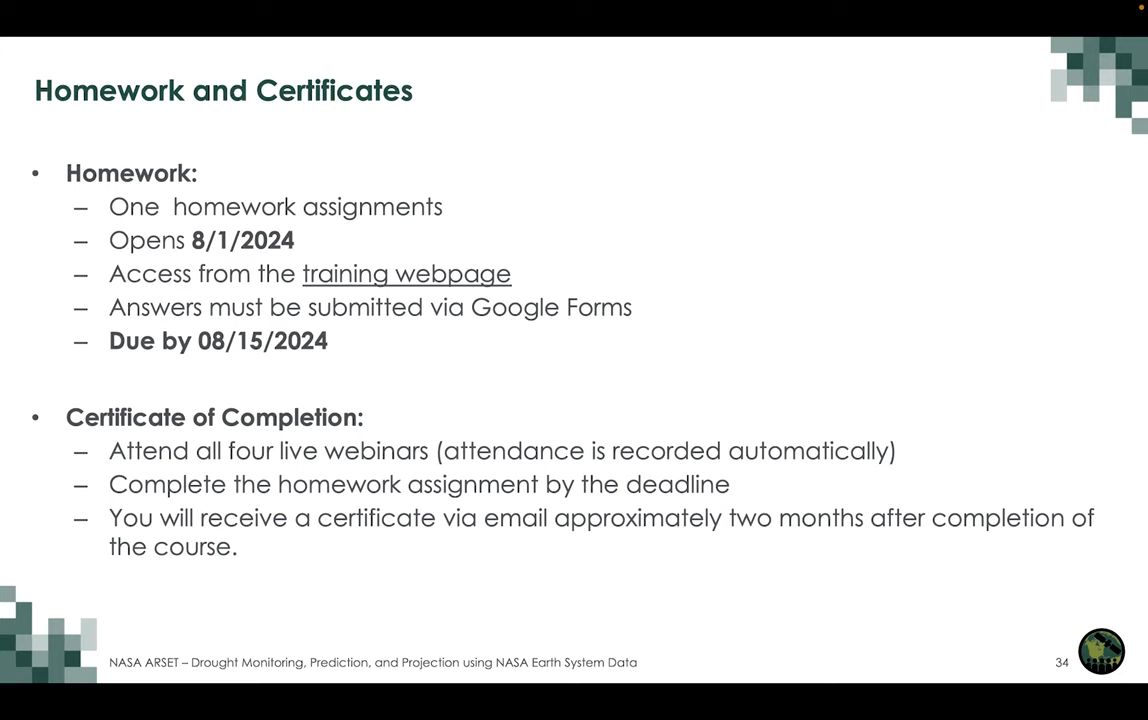 Homework and Certificates
• Homework:
– One  homework assignments
– Opens 8/1/2024
– Access from the training webpage
– Answers must be submitted via Google Forms
– Due by 08/15/2024
• Certificate of Completion:
– Attend all four live webinars (attendance is recorded automatically)
– Complete the homework assignment by the deadline
– You will receive a certificate via email approximately two months after completion of
the course.
NASA ARSET – Drought Monitoring, Prediction, and Projection using NASA Earth System Data
34